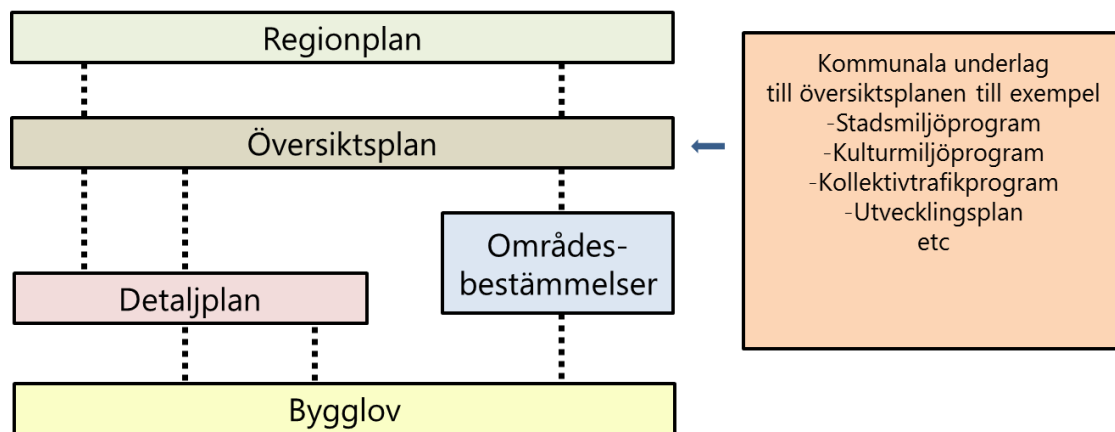 Regionplan
Översiktsplan
Områdes-
bestämmelser
Detaljplan
Bygglov
Kommunala underlag
till översiktsplanen till exempel
-Stadsmiljöprogram
-Kulturmiljöprogram
-Kollektivtrafikprogram
-Utvecklingsplan
etc